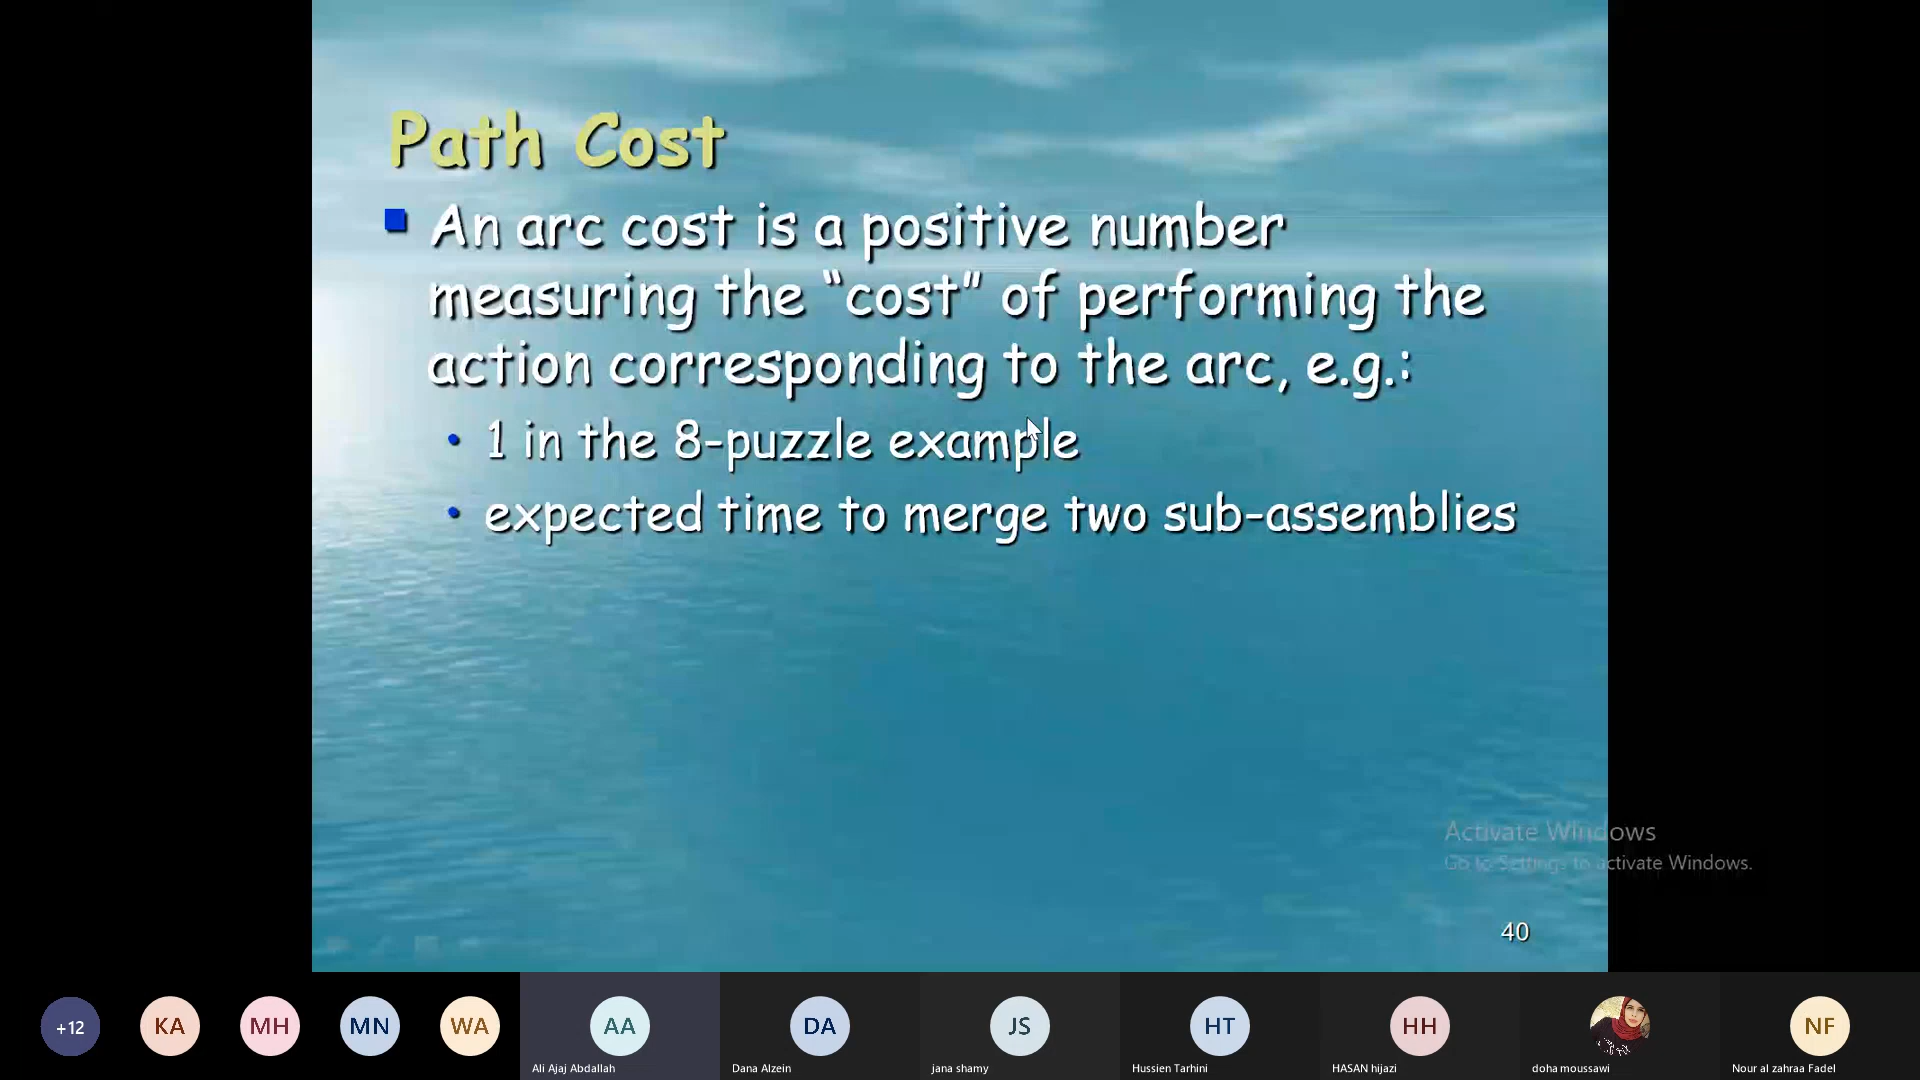 Path Cost
An arc cost is a positive number
measuring the “cost” of performing the
action corresponding to the arc, e.g.:
• 1 in the 8-puzzle example
• expected time to merge two sub-assemblies
Activate Windows
Go to Settings to activate Windows.
40
+12
KA
MH
MN
WA
AA
DA
JS
HT
HH
NF
Ali Ajaj Abdallah
Dana Alzein
jana shamy
Hussien Tarhini
HASAN hijazi
doha moussawi
Nour al zahraa Fadel